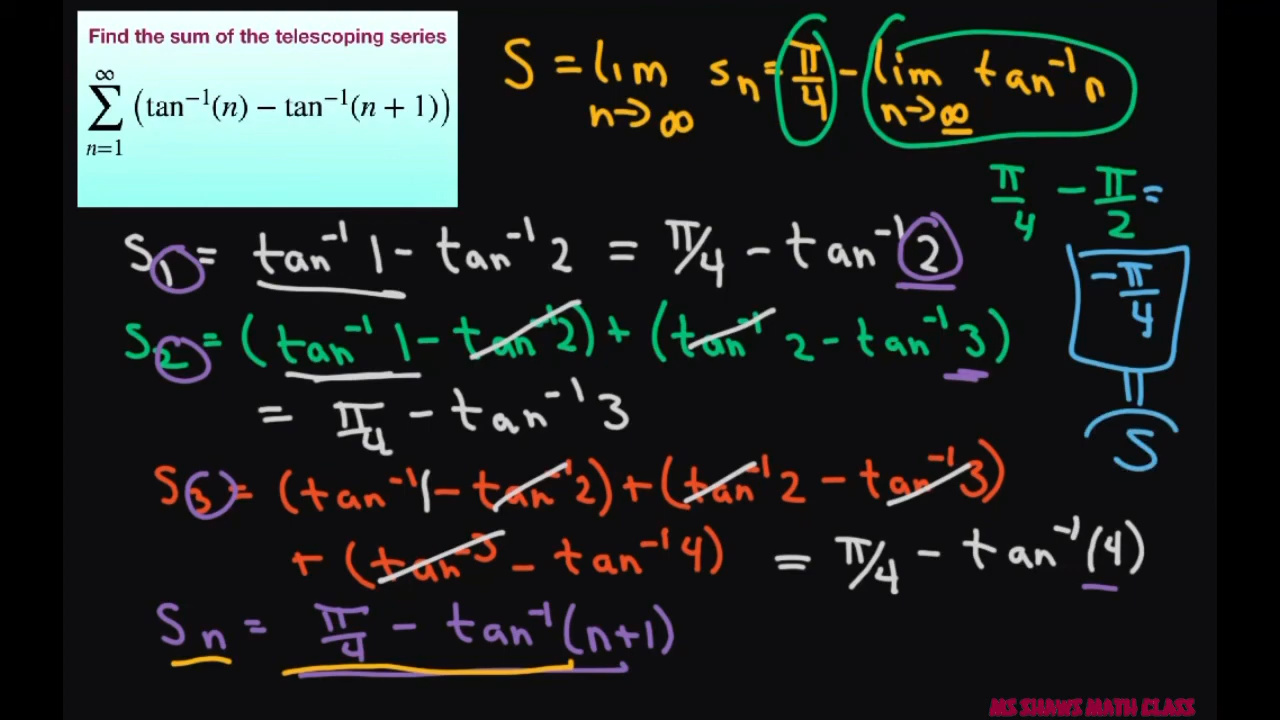 Find the sum of the telescoping series
∞
∑ (tan⁻¹(n) − tan⁻¹(n + 1))
n=1
S = lim sₙ = π/4 − lim tan⁻¹ n
n→∞ n→∞
π/4 − π/2 =
−π/4
=
S
S₁ = tan⁻¹ 1 − tan⁻¹ 2 = π/4 − tan⁻¹ 2
S₂ = (tan⁻¹ 1 − tan⁻¹ 2) + (tan⁻¹ 2 − tan⁻¹ 3)
= π/4 − tan⁻¹ 3
S₃ = (tan⁻¹ 1 − tan⁻¹ 2) + (tan⁻¹ 2 − tan⁻¹ 3)
+ (tan⁻³ − tan⁻¹ 4) = π/4 − tan⁻¹ (4)
Sₙ = π/4 − tan⁻¹ (n+1)
MS SHAWS MATH CLASS